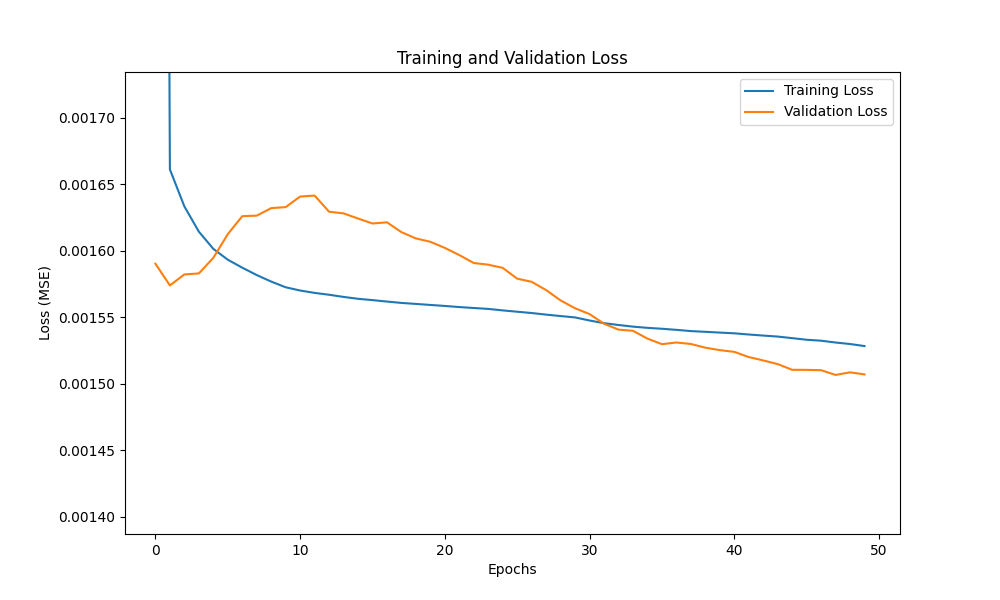 Training and Validation Loss
Training Loss
Validation Loss
0.00170
0.00165
0.00160
0.00155
0.00150
0.00145
0.00140
Loss (MSE)
0 10 20 30 40 50
Epochs